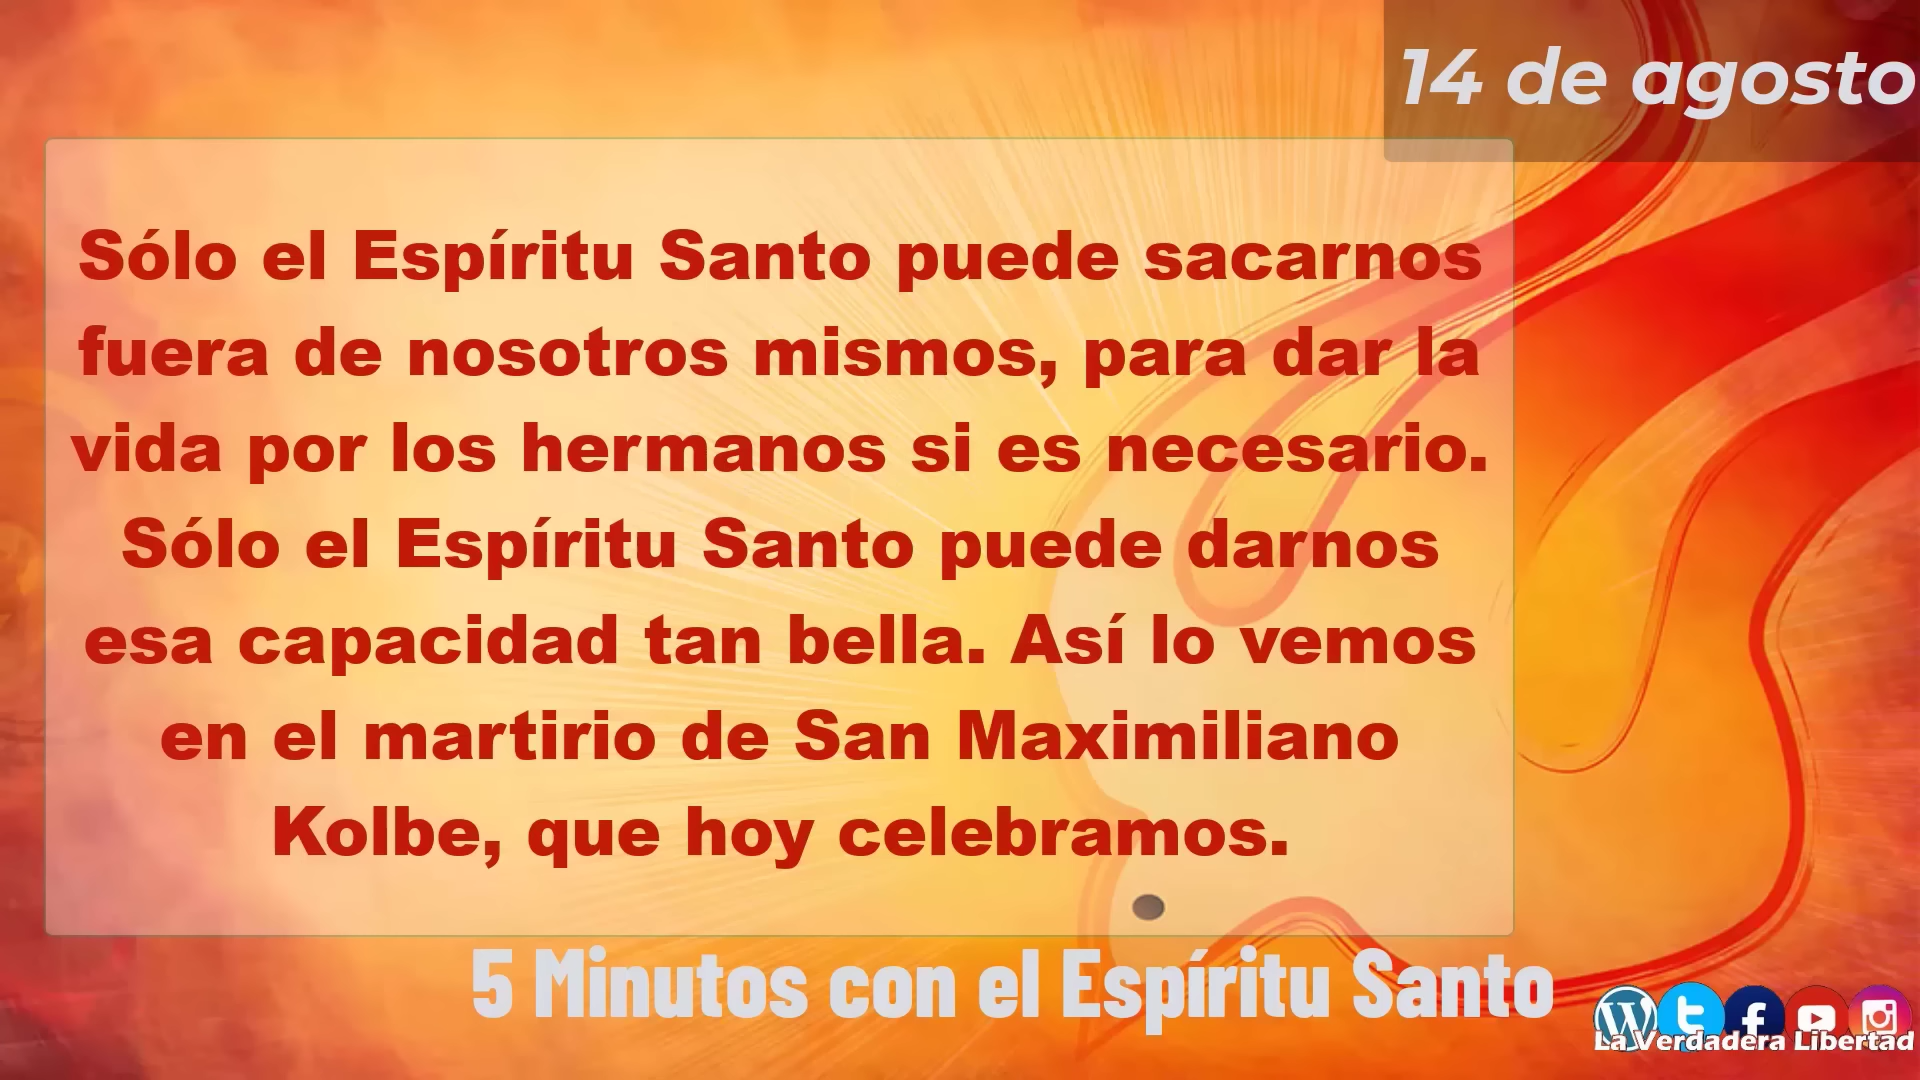 14 de agosto
Sólo el Espíritu Santo puede sacarnos
fuera de nosotros mismos, para dar la
vida por los hermanos si es necesario.
Sólo el Espíritu Santo puede darnos
esa capacidad tan bella. Así lo vemos
en el martirio de San Maximiliano
Kolbe, que hoy celebramos.
5 Minutos con el Espíritu Santo
La Verdadera Libertad